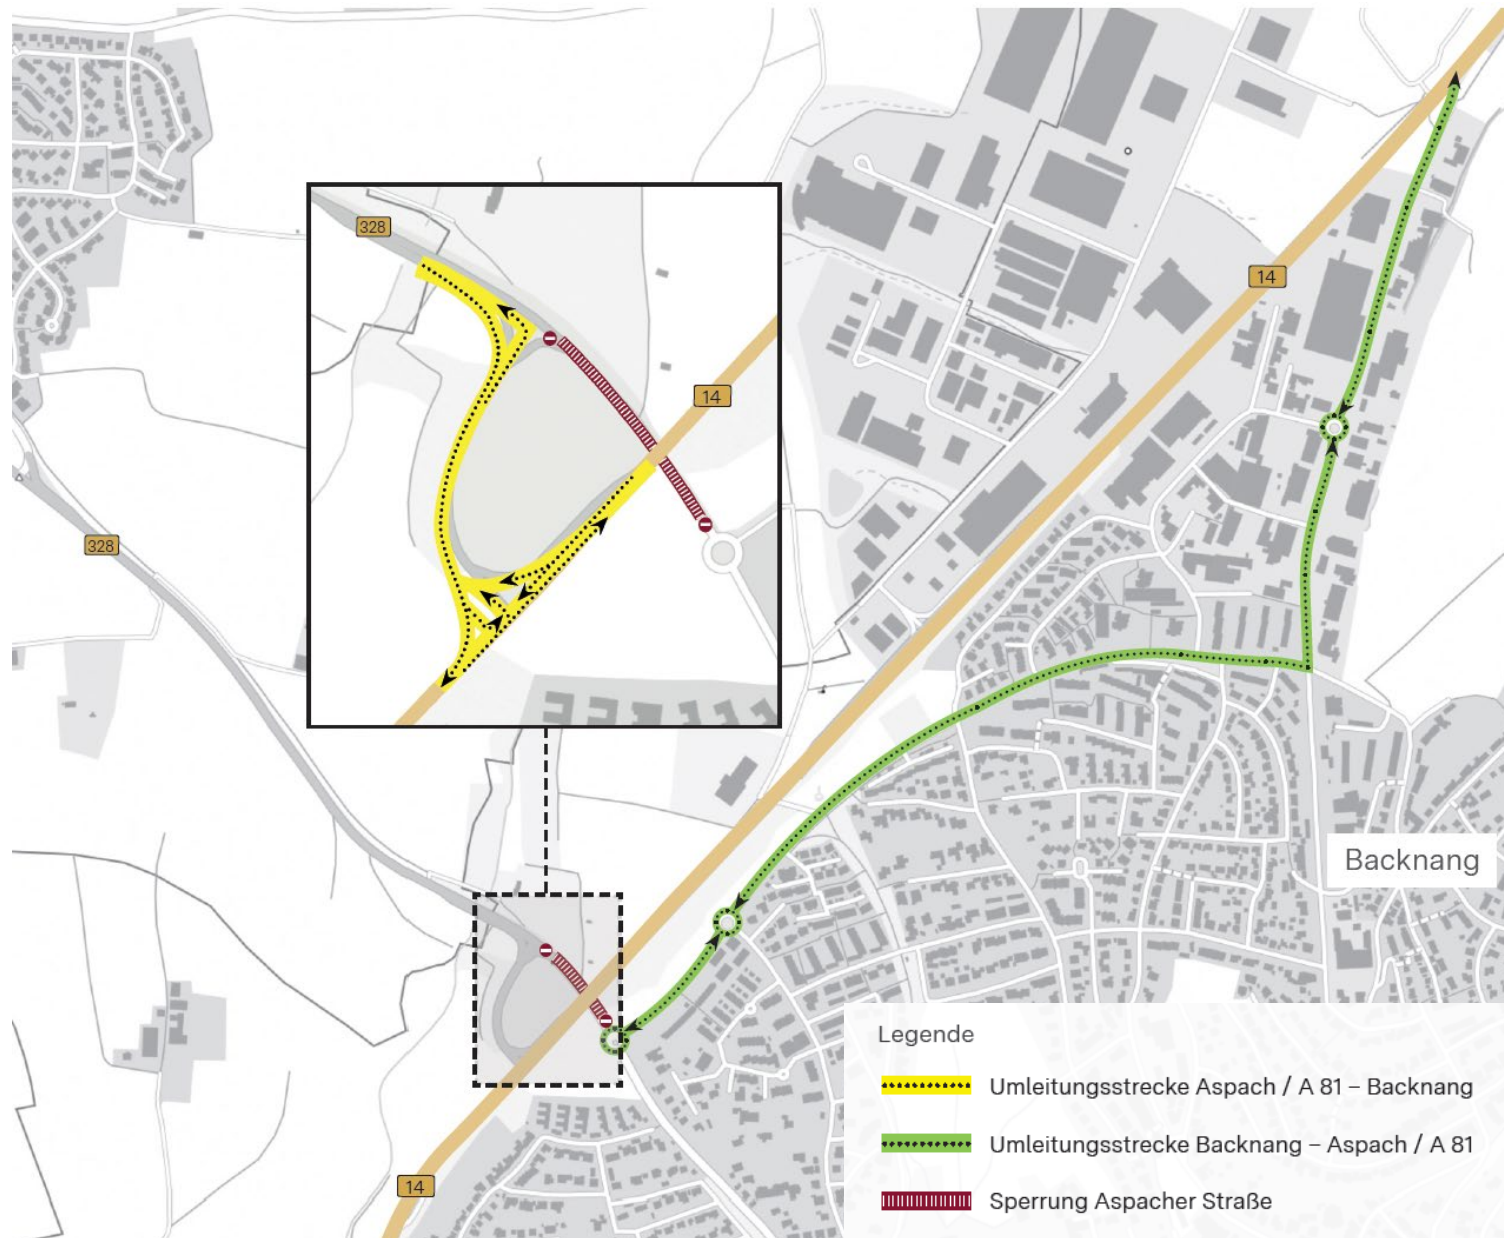 328
14
14
328
Backnang
14
Legende
Umleitungsstrecke Aspach / A 81 – Backnang
Umleitungsstrecke Backnang – Aspach / A 81
Sperrung Aspacher Straße